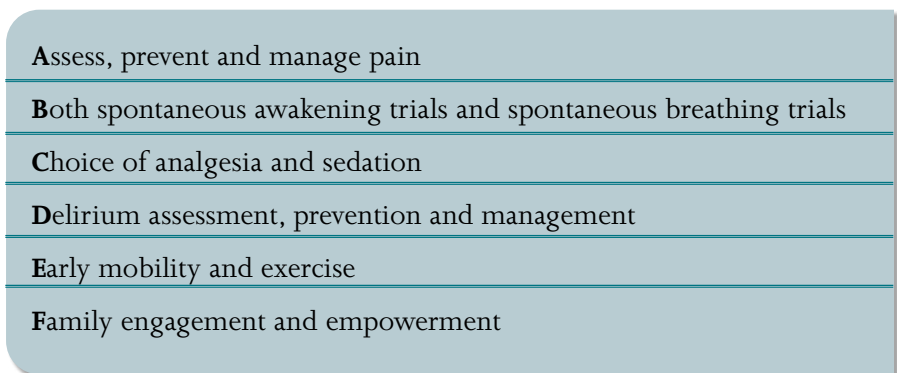 Assess, prevent and manage pain
Both spontaneous awakening trials and spontaneous breathing trials
Choice of analgesia and sedation
Delirium assessment, prevention and management
Early mobility and exercise
Family engagement and empowerment